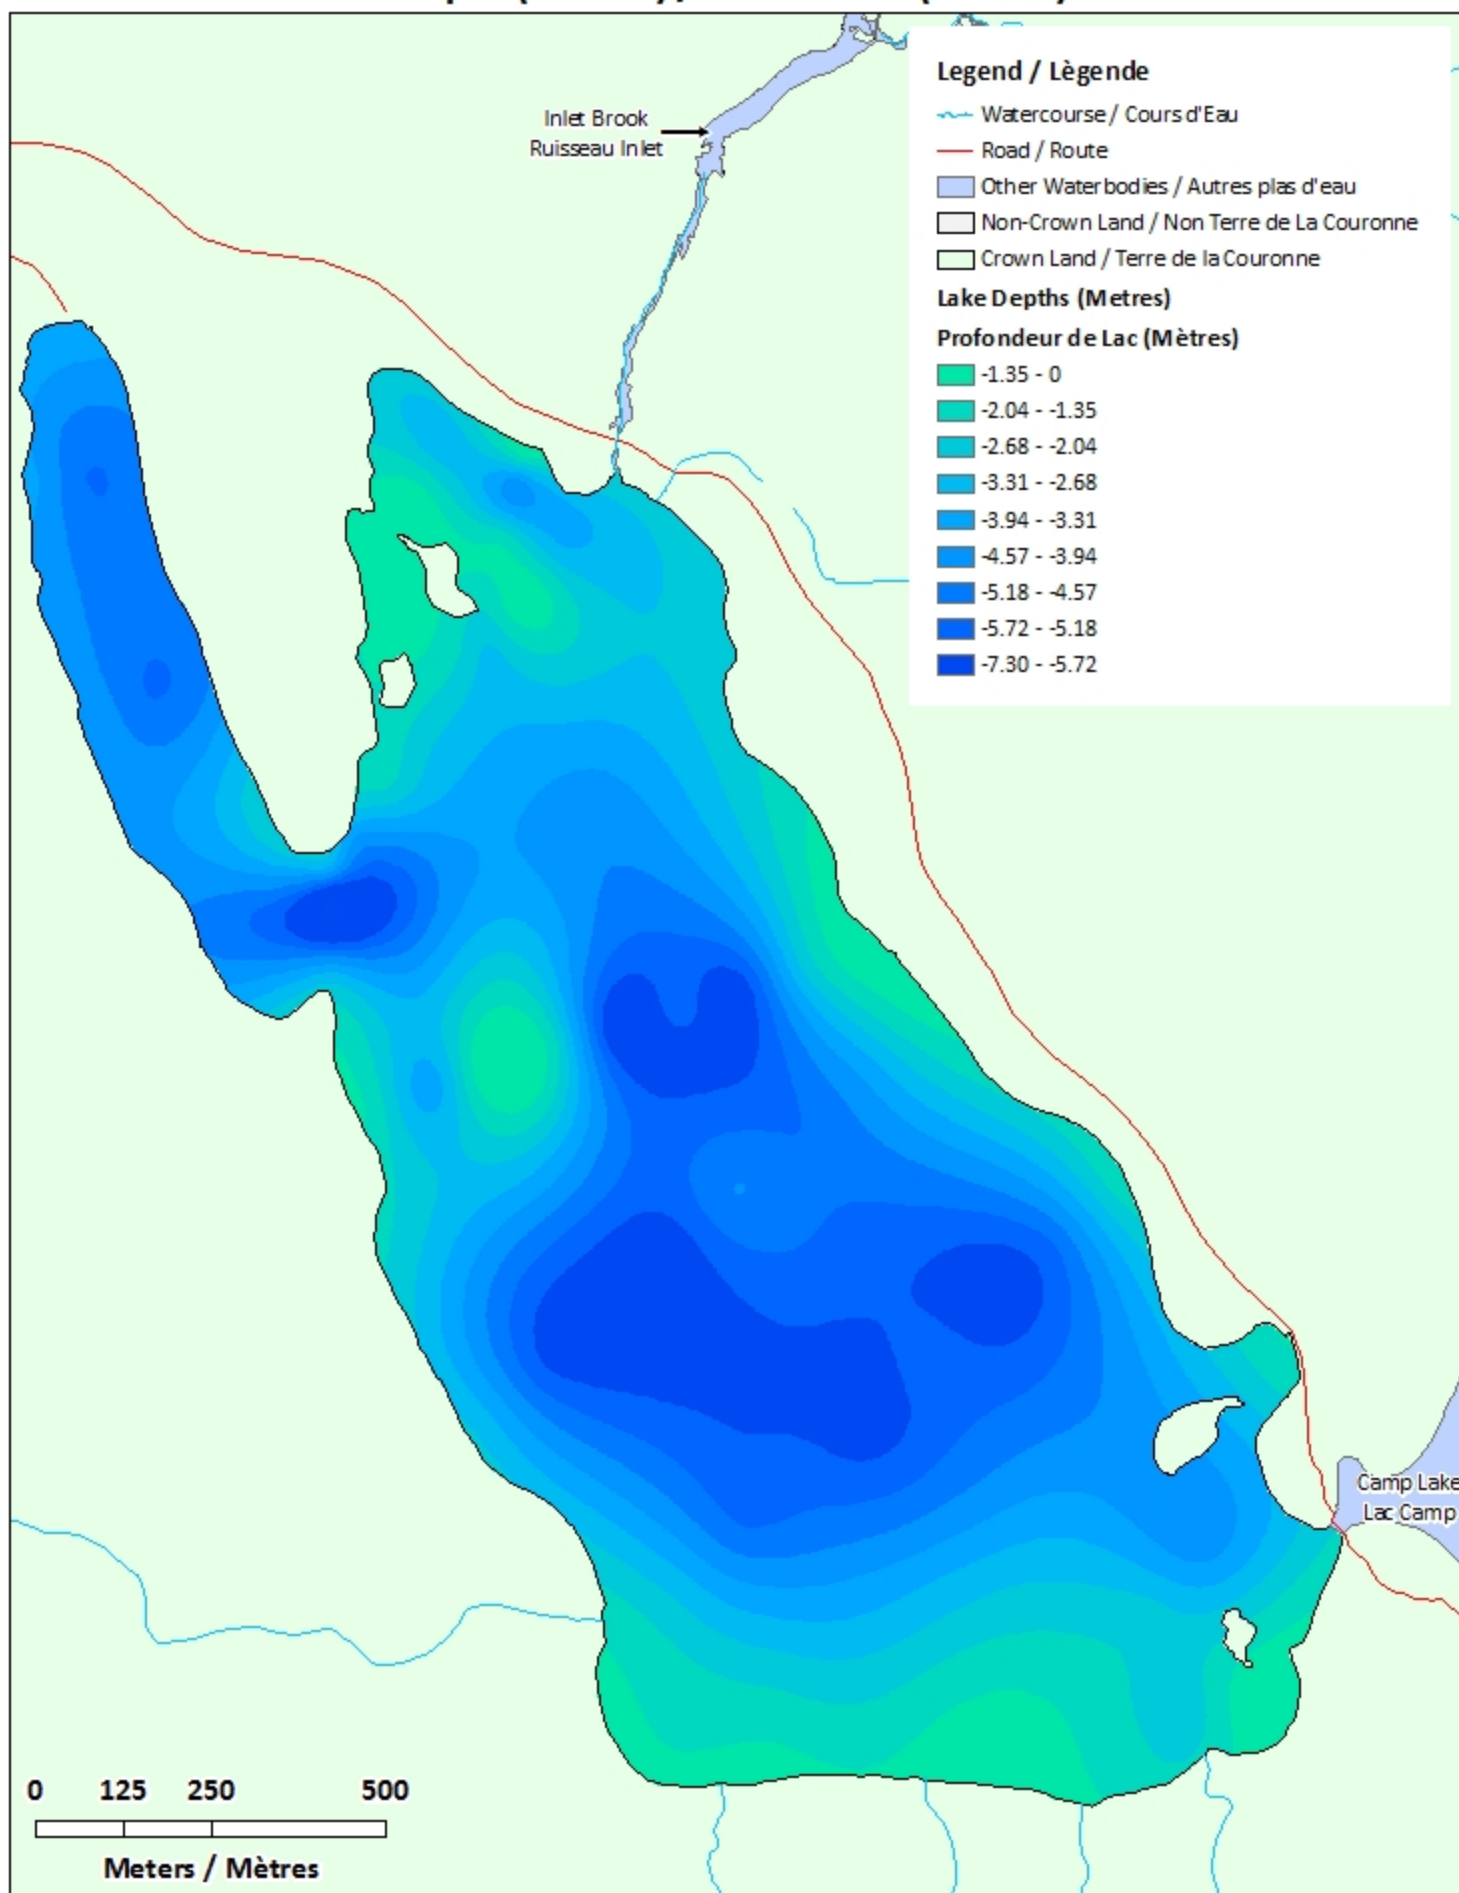 Inlet Brook
Ruisseau Inlet
Legend / Lègende
Watercourse / Cours d'Eau
Road / Route
Other Waterbodies / Autres plas d'eau
Non-Crown Land / Non Terre de La Couronne
Crown Land / Terre de la Couronne
Lake Depths (Metres)
Profondeur de Lac (Mètres)
-1.35 - 0
-2.04 - -1.35
-2.68 - -2.04
-3.31 - -2.68
-3.94 - -3.31
-4.57 - -3.94
-5.18 - -4.57
-5.72 - -5.18
-7.30 - -5.72
Camp Lake
Lac Camp
0 125 250 500
Meters / Mètres